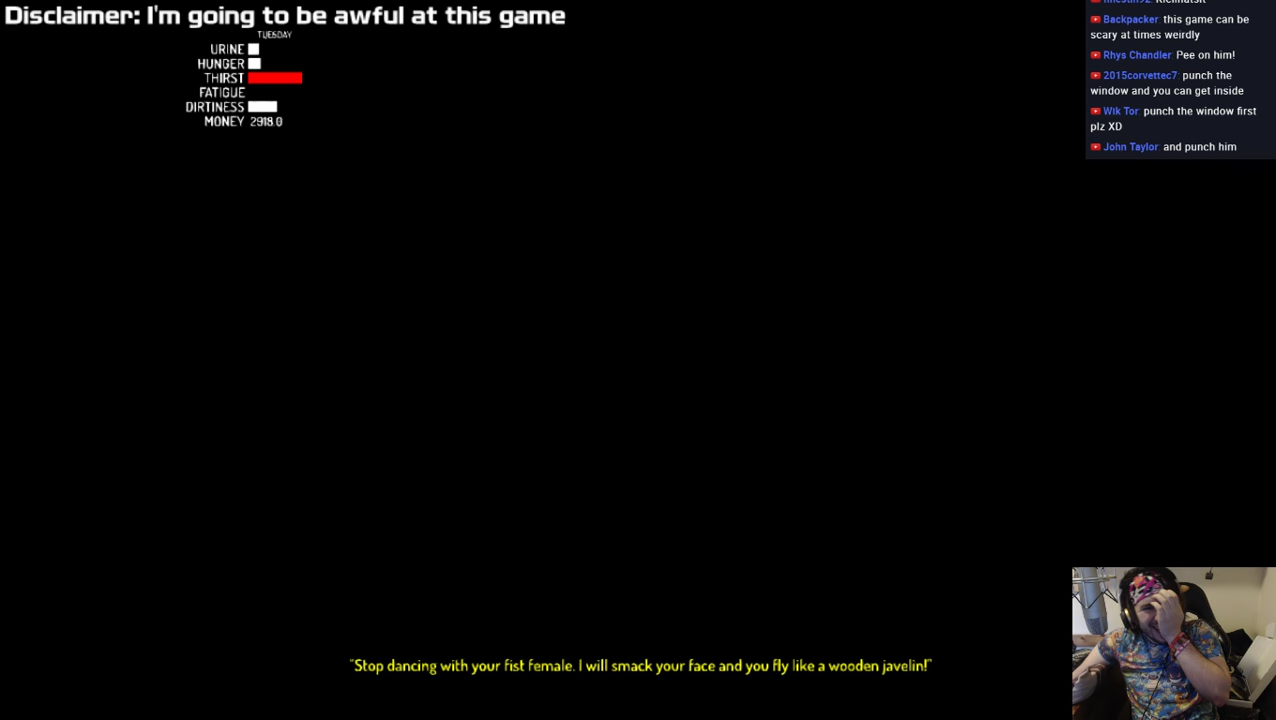 Disclaimer: I'm going to be awful at this game
TUESDAY
URINE
HUNGER
THIRST
FATIGUE
DIRTINESS
MONEY 2918.0
Backpacker: this game can be
scary at times weirdly
Rhys Chandler: Pee on him!
2015corvettec7: punch the
window and you can get inside
Wik Tor: punch the window first
plz XD
John Taylor: and punch him
"Stop dancing with your fist female. I will smack your face and you fly like a wooden javelin!"